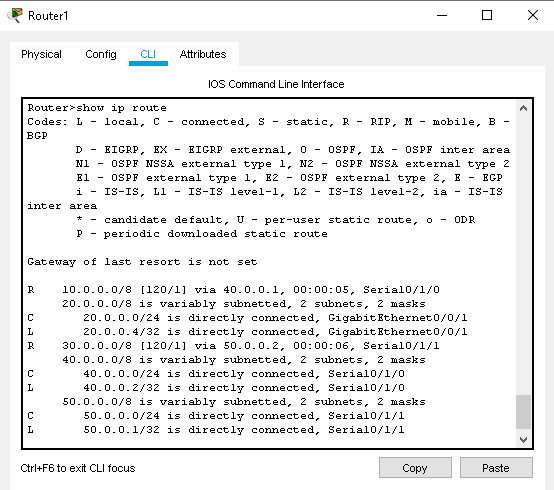 Router1
Physical Config CLI Attributes
IOS Command Line Interface
Router>show ip route
Codes: L - local, C - connected, S - static, R - RIP, M - mobile, B -
BGP
       D - EIGRP, EX - EIGRP external, O - OSPF, IA - OSPF inter area
       N1 - OSPF NSSA external type 1, N2 - OSPF NSSA external type 2
       E1 - OSPF external type 1, E2 - OSPF external type 2, E - EGP
       i - IS-IS, L1 - IS-IS level-1, L2 - IS-IS level-2, ia - IS-IS
inter area
       * - candidate default, U - per-user static route, o - ODR
       P - periodic downloaded static route
Gateway of last resort is not set
R    10.0.0.0/8 [120/1] via 40.0.0.1, 00:00:05, Serial0/1/0
     20.0.0.0/8 is variably subnetted, 2 subnets, 2 masks
C       20.0.0.0/24 is directly connected, GigabitEthernet0/0/1
L       20.0.0.4/32 is directly connected, GigabitEthernet0/0/1
R    30.0.0.0/8 [120/1] via 50.0.0.2, 00:00:06, Serial0/1/1
     40.0.0.0/8 is variably subnetted, 2 subnets, 2 masks
C       40.0.0.0/24 is directly connected, Serial0/1/0
L       40.0.0.2/32 is directly connected, Serial0/1/0
     50.0.0.0/8 is variably subnetted, 2 subnets, 2 masks
C       50.0.0.0/24 is directly connected, Serial0/1/1
L       50.0.0.1/32 is directly connected, Serial0/1/1
Ctrl+F6 to exit CLI focus
Copy Paste